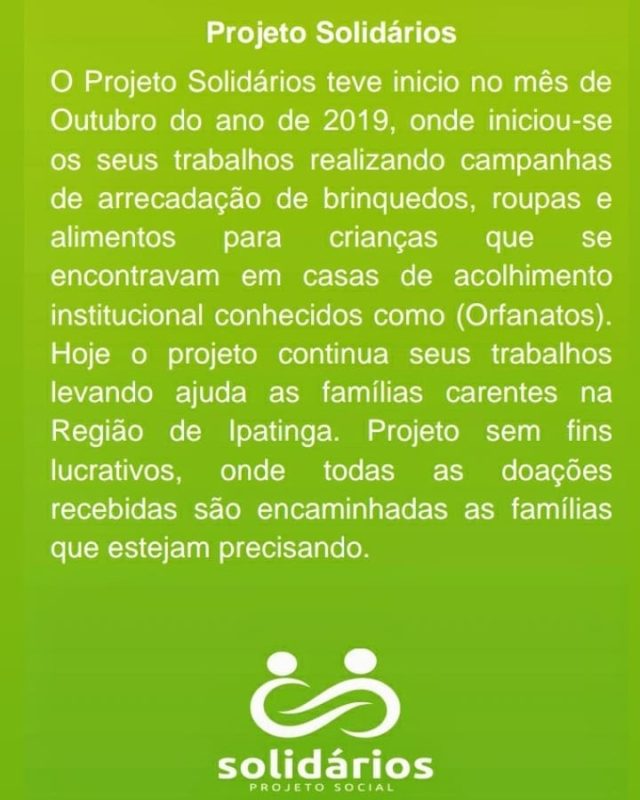 Projeto Solidários
O Projeto Solidários teve inicio no mês de
Outubro do ano de 2019, onde iniciou-se
os seus trabalhos realizando campanhas
de arrecadação de brinquedos, roupas e
alimentos para crianças que se
encontravam em casas de acolhimento
institucional conhecidos como (Orfanatos).
Hoje o projeto continua seus trabalhos
levando ajuda as famílias carentes na
Região de Ipatinga. Projeto sem fins
lucrativos, onde todas as doações
recebidas são encaminhadas as famílias
que estejam precisando.
solidários
PROJETO SOCIAL